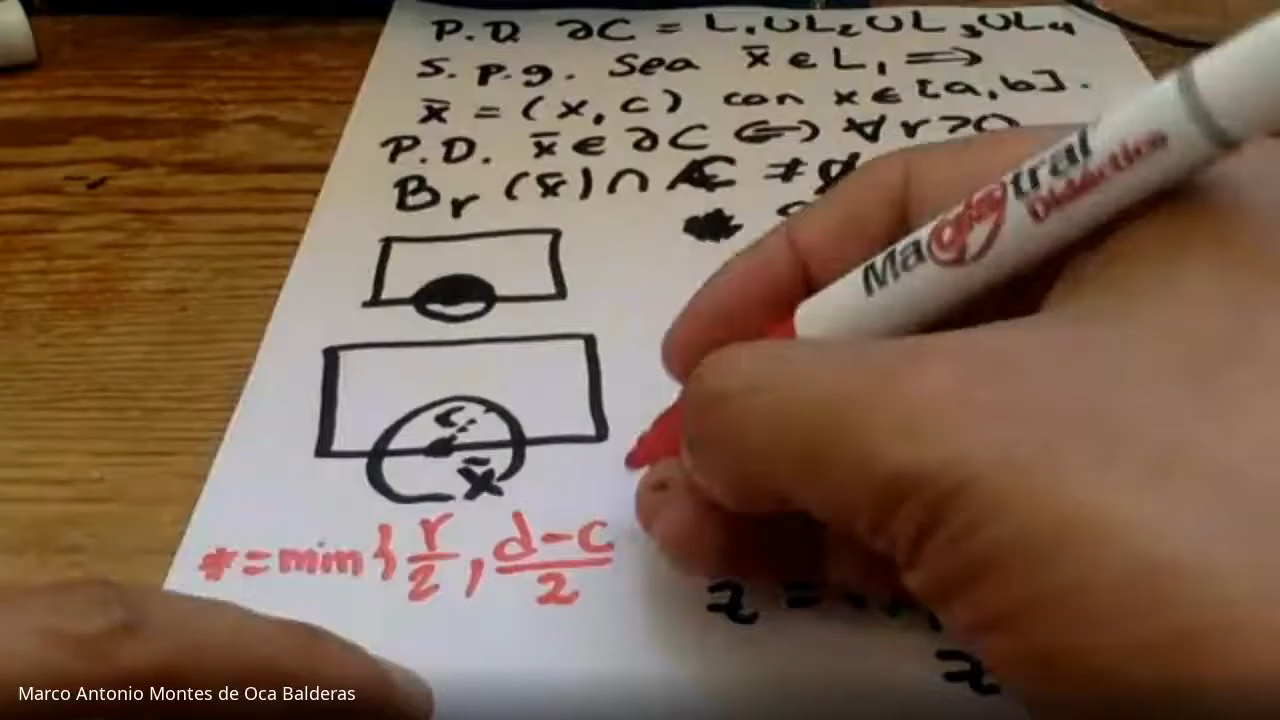 P.D. ∂C = L₁∪L₂∪L₃∪L₄
S.p.g. Sea x̄ ∈ L₁ ⟹
x̄ = (x, c) con x ∈ [a, b].
P.D. x̄ ∈ ∂C ⟺ ∀ r > 0
Bᵣ (x̄) ∩ C ≠ ∅
x̄
* = min { r/2 , d-c/2
z =
z
Magistral
Didáctica
Marco Antonio Montes de Oca Balderas